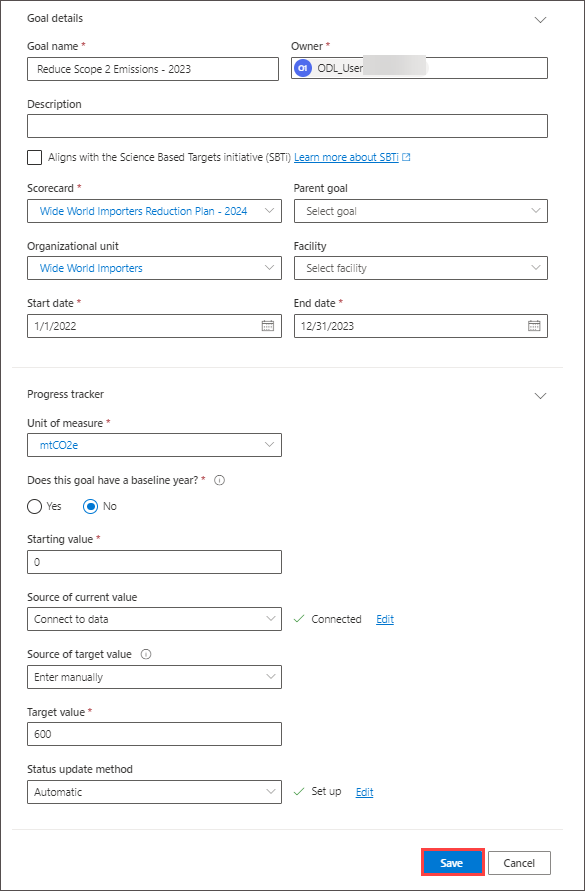 Goal details
Goal name * Owner *
Reduce Scope 2 Emissions - 2023 O1 ODL_User
Description
Aligns with the Science Based Targets initiative (SBTi) Learn more about SBTi
Scorecard * Parent goal
Wide World Importers Reduction Plan - 2024 Select goal
Organizational unit Facility
Wide World Importers Select facility
Start date * End date *
1/1/2022 12/31/2023
Progress tracker
Unit of measure *
mtCO2e
Does this goal have a baseline year? *
Yes No
Starting value *
0
Source of current value
Connect to data Connected Edit
Source of target value
Enter manually
Target value *
600
Status update method
Automatic Set up Edit
Save Cancel